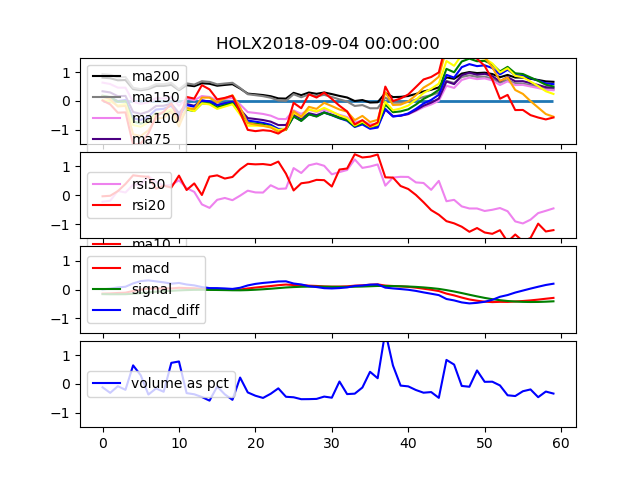 HOLX2018-09-04 00:00:00
1
0
−1
ma200
ma150
ma100
ma75
1
0
−1
rsi50
rsi20
ma10
1
0
−1
macd
signal
macd_diff
1
0
−1
volume as pct
0 10 20 30 40 50 60